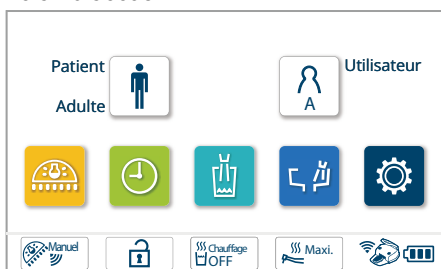 Patient
Utilisateur
Adulte
A
Manuel
Chauffage
OFF
Maxi.